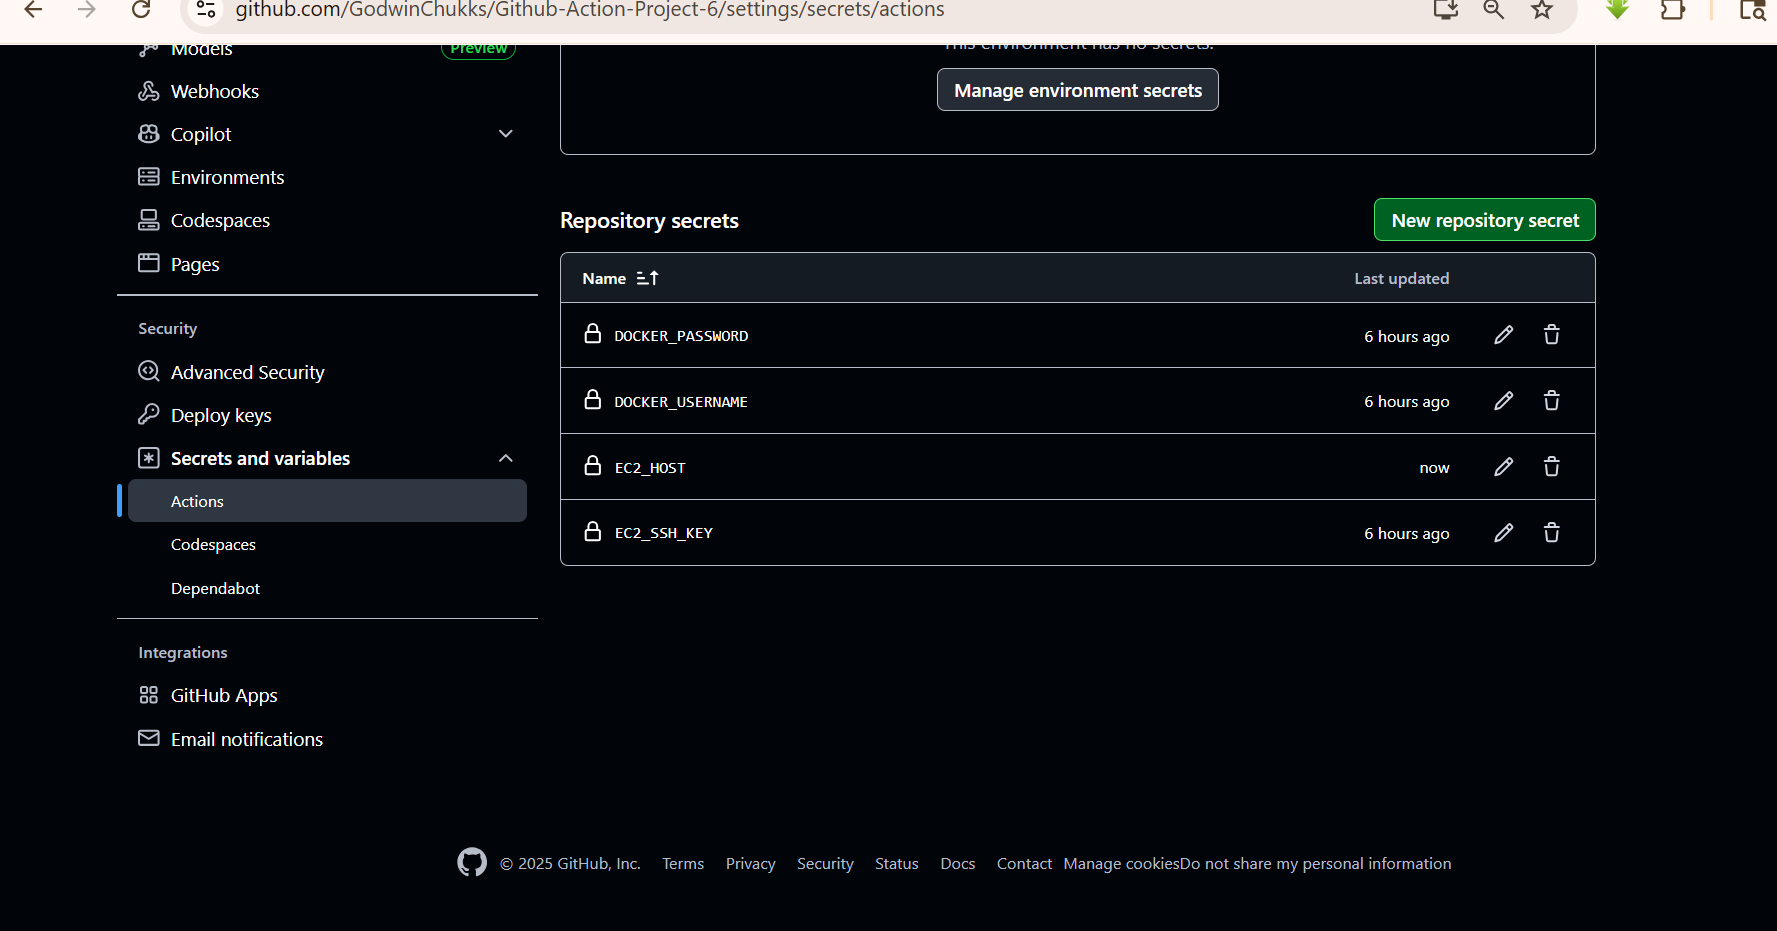 github.com/GodwinChukks/Github-Action-Project-6/settings/secrets/actions
Models
Preview
Webhooks
Copilot
Environments
Codespaces
Pages
Security
Advanced Security
Deploy keys
Secrets and variables
Actions
Codespaces
Dependabot
Integrations
GitHub Apps
Email notifications
This environment has no secrets.
Manage environment secrets
Repository secrets
New repository secret
Name
Last updated
DOCKER_PASSWORD
6 hours ago
DOCKER_USERNAME
6 hours ago
EC2_HOST
now
EC2_SSH_KEY
6 hours ago
© 2025 GitHub, Inc. Terms Privacy Security Status Docs Contact Manage cookies Do not share my personal information